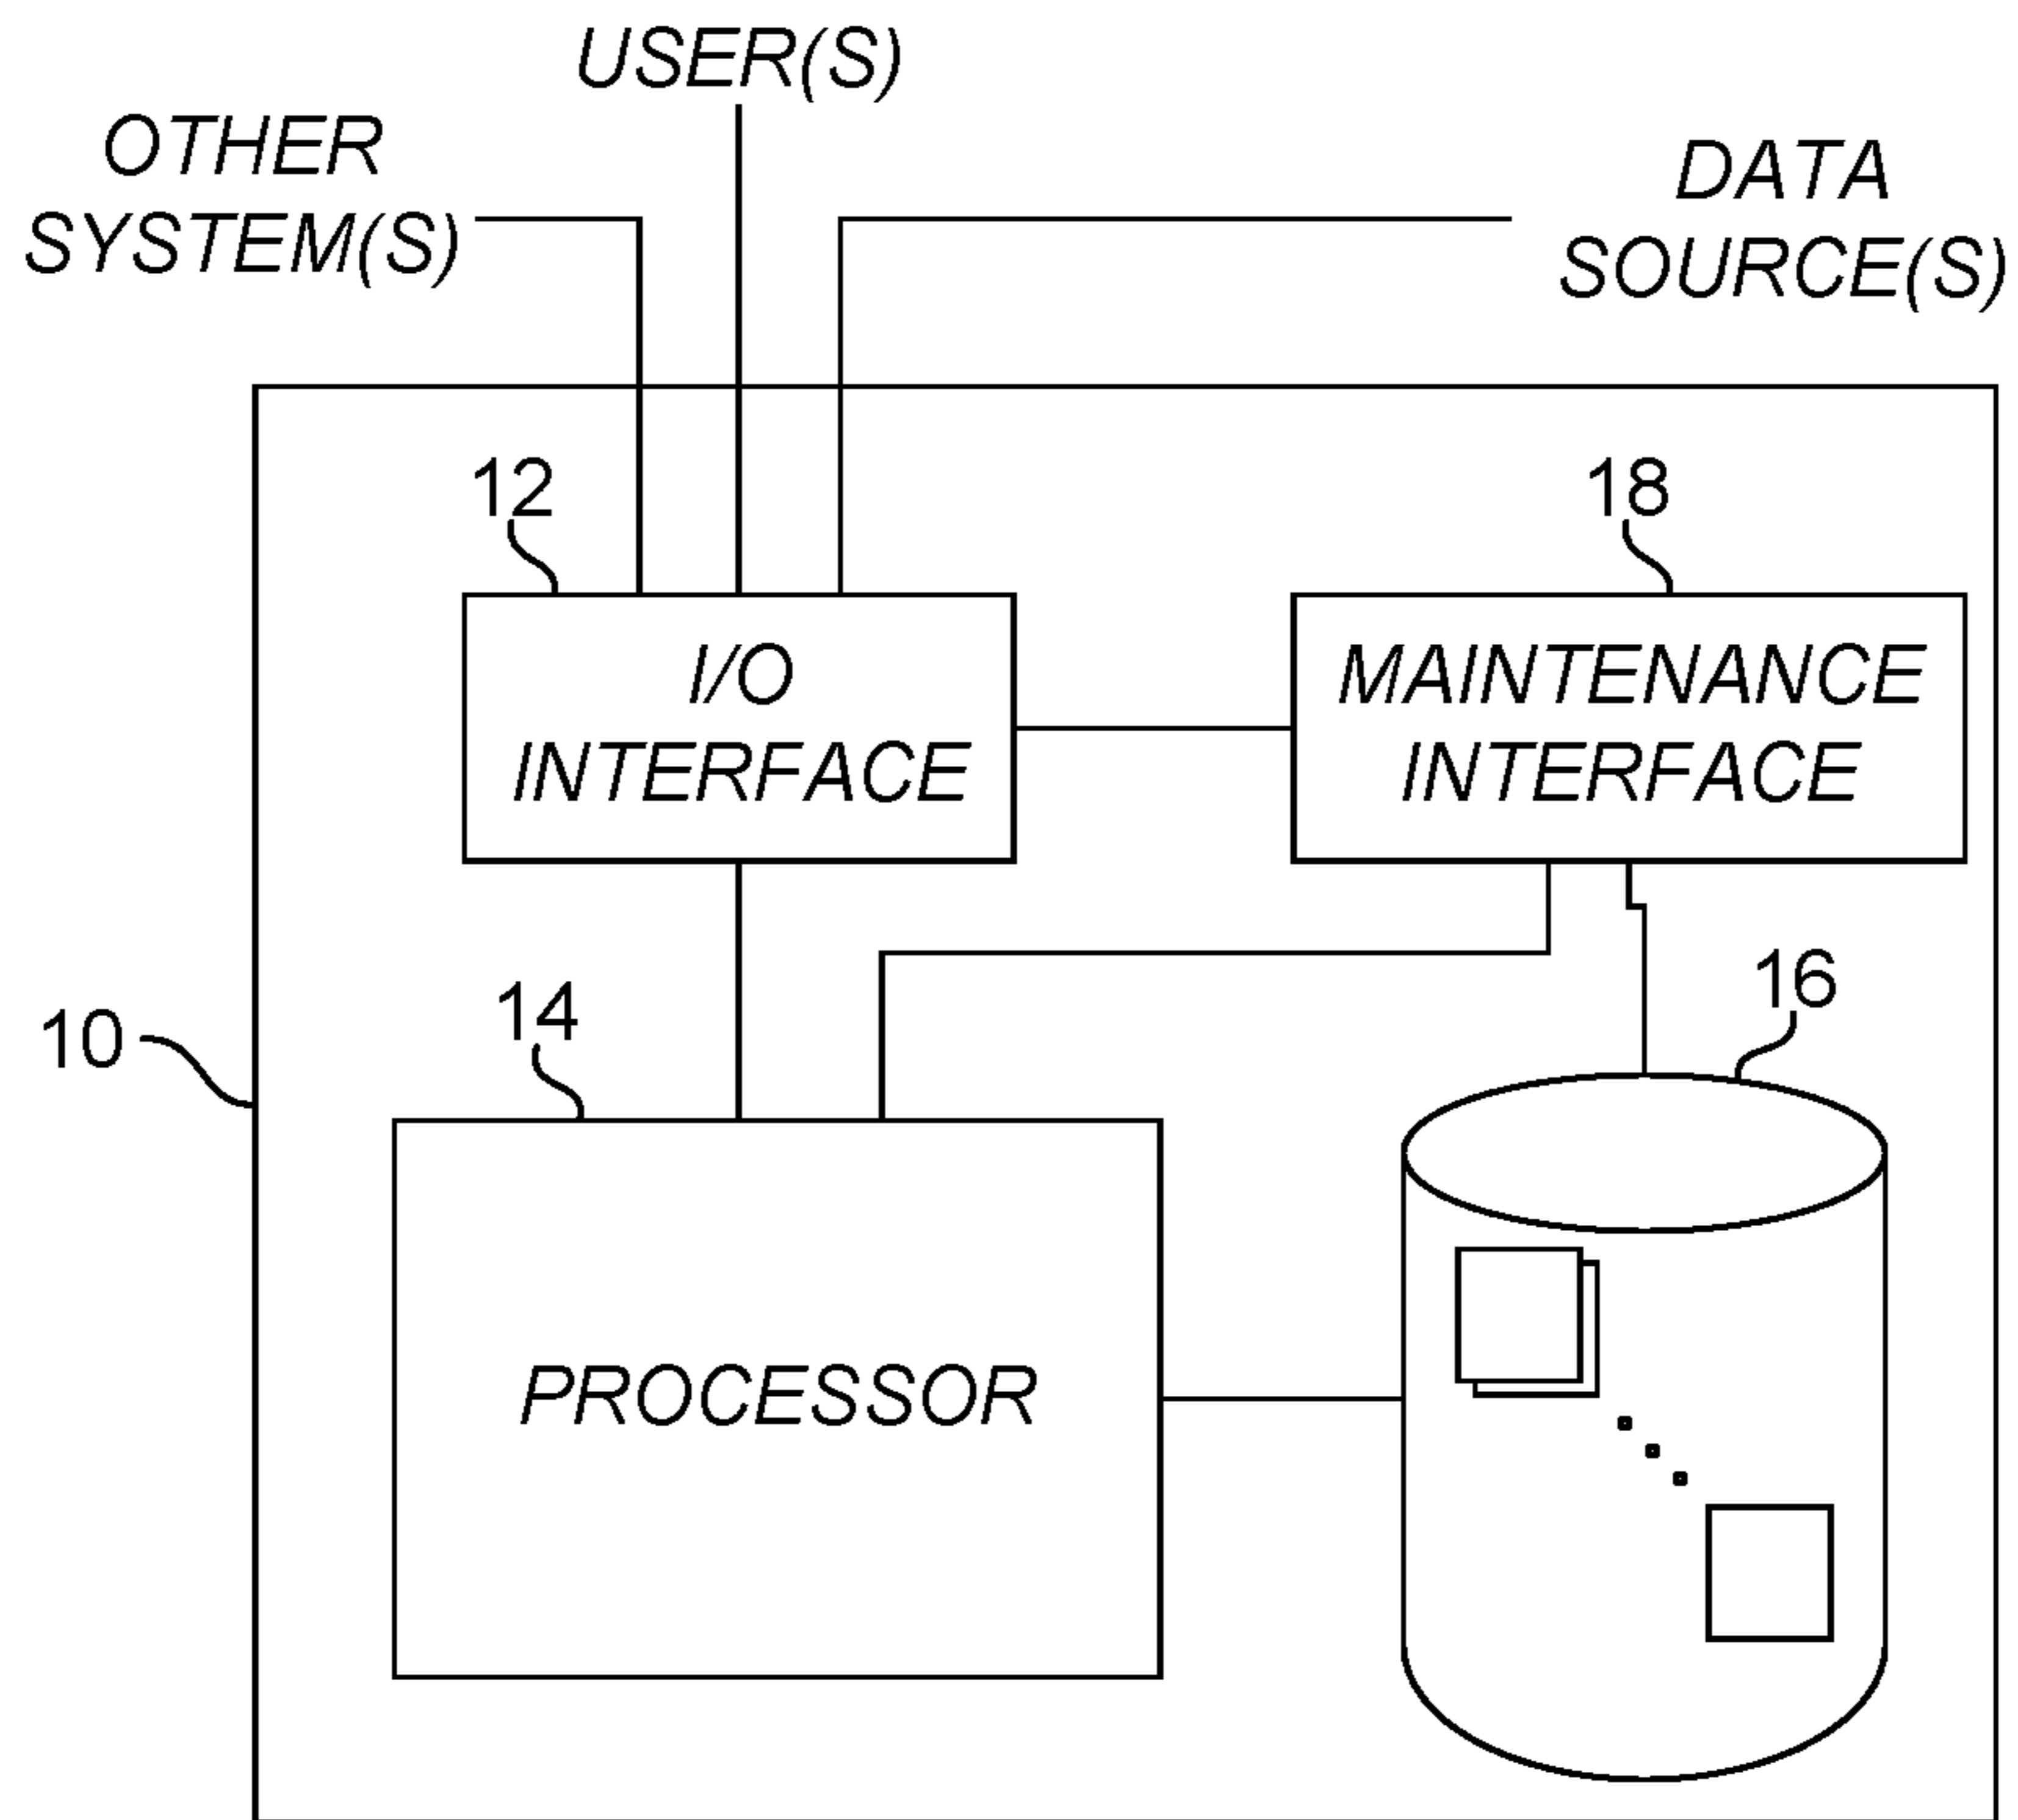 USER(S)
OTHER
SYSTEM(S)
DATA
SOURCE(S)
12
18
I/O
INTERFACE
MAINTENANCE
INTERFACE
10
14
16
PROCESSOR